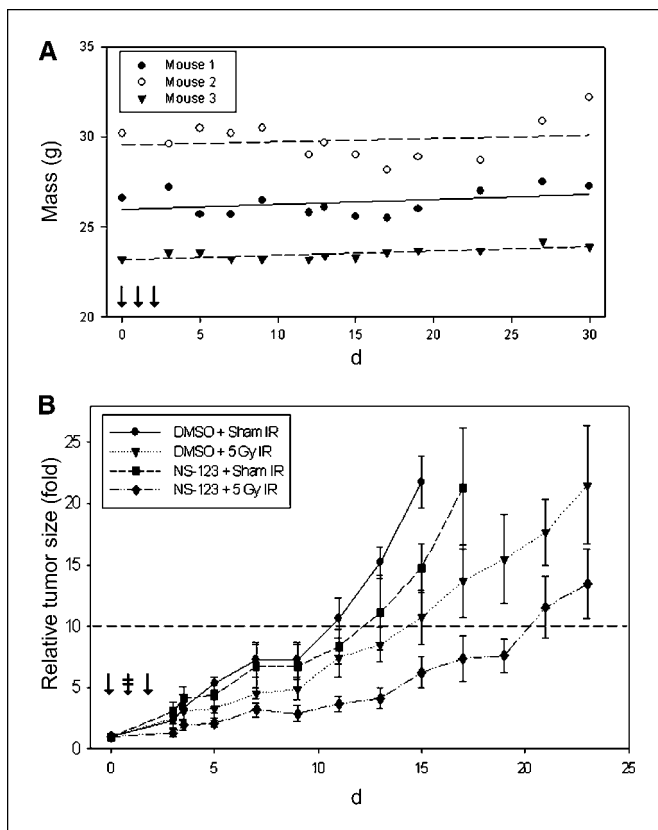 A
Mouse 1
Mouse 2
Mouse 3
Mass (g)
35
30
25
20
0 5 10 15 20 25 30
d
B
DMSO + Sham IR
DMSO + 5 Gy IR
NS-123 + Sham IR
NS-123 + 5 Gy IR
Relative tumor size (fold)
25
20
15
10
5
0
0 5 10 15 20 25
d